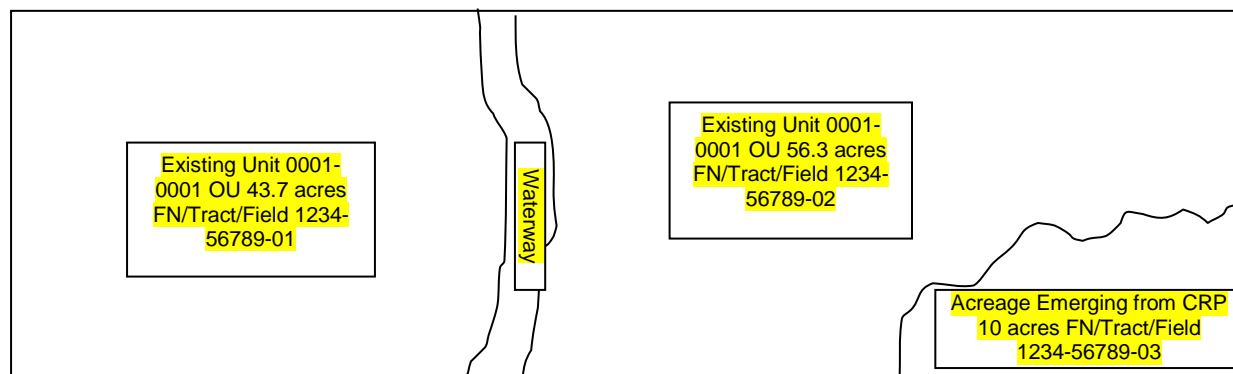 Existing Unit 0001-
0001 OU 43.7 acres
FN/Tract/Field 1234-
56789-01
Waterway
Existing Unit 0001-
0001 OU 56.3 acres
FN/Tract/Field 1234-
56789-02
Acreage Emerging from CRP
10 acres FN/Tract/Field
1234-56789-03